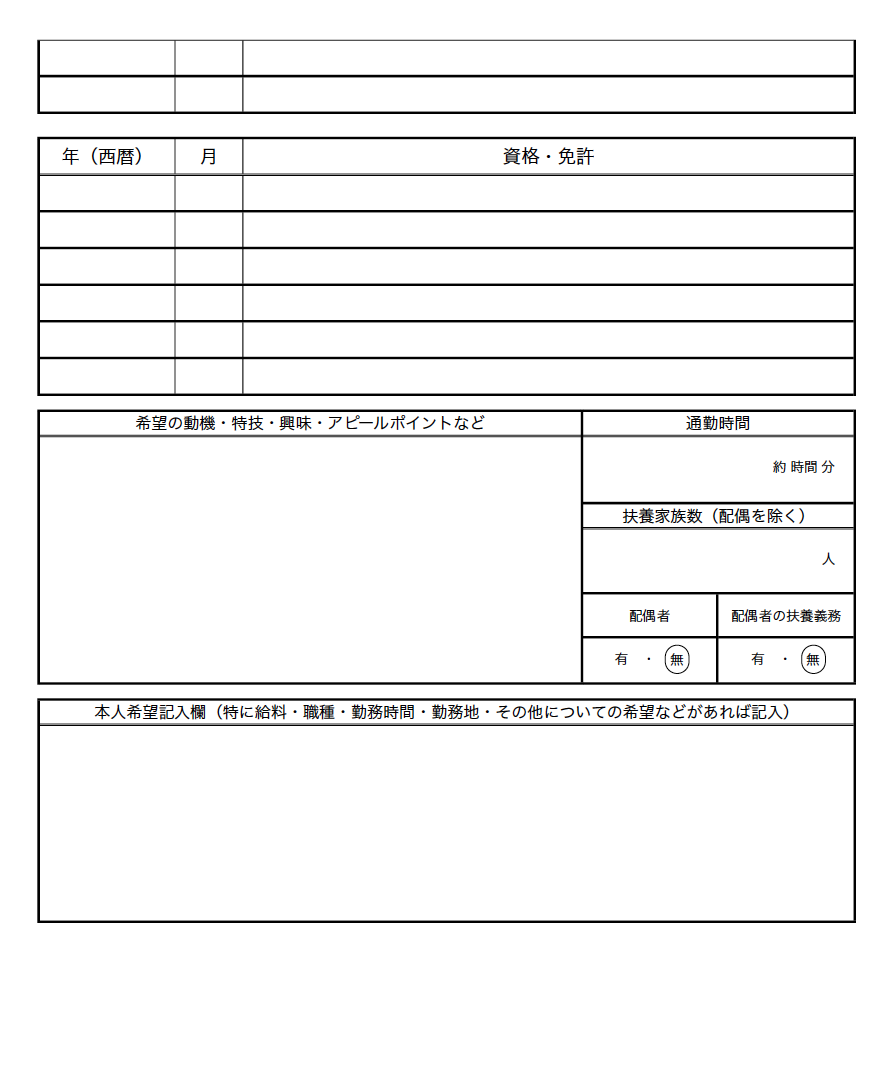 年（西暦） 月 資格・免許
希望の動機・特技・興味・アピールポイントなど 通勤時間
約 時間 分
扶養家族数（配偶を除く）
人
配偶者 配偶者の扶養義務
有 ・ 無 有 ・ 無
本人希望記入欄（特に給料・職種・勤務時間・勤務地・その他についての希望などがあれば記入）